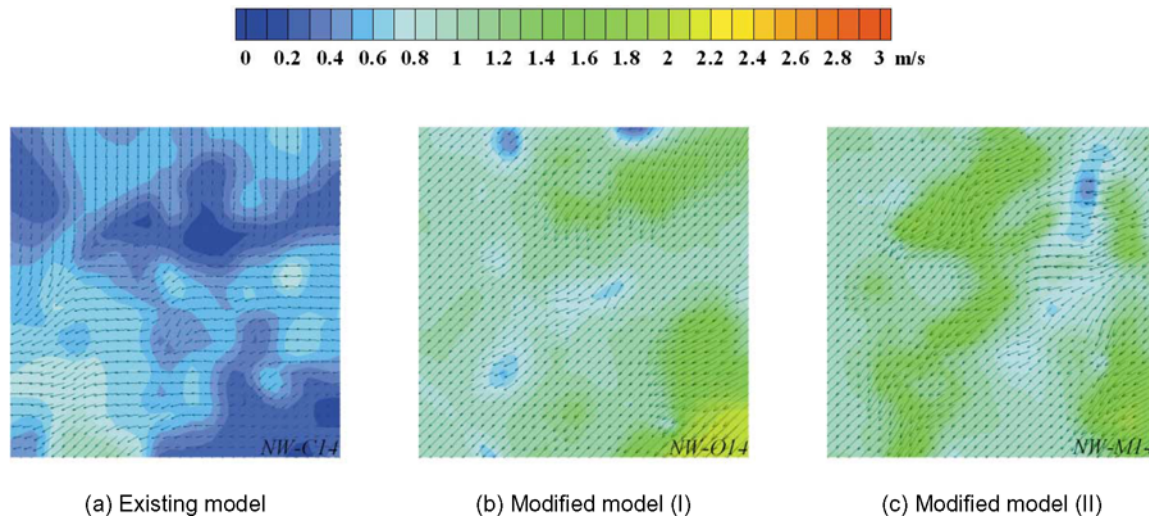 0 0.2 0.4 0.6 0.8 1 1.2 1.4 1.6 1.8 2 2.2 2.4 2.6 2.8 3 m/s
NW-C14 NW-O14 NW-M14
(a) Existing model (b) Modified model (I) (c) Modified model (II)